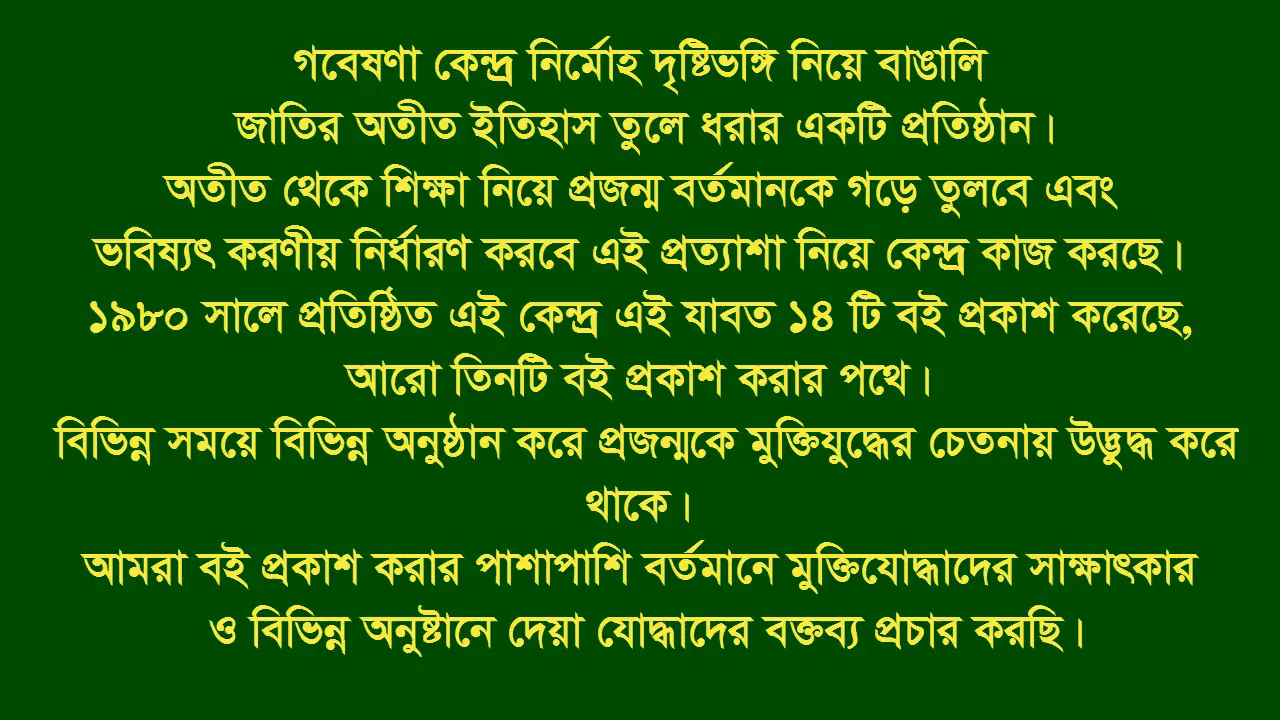 গবেষণা কেন্দ্র নির্মোহ দৃষ্টিভঙ্গি নিয়ে বাঙালি
জাতির অতীত ইতিহাস তুলে ধরার একটি প্রতিষ্ঠান।
অতীত থেকে শিক্ষা নিয়ে প্রজন্ম বর্তমানকে গড়ে তুলবে এবং
ভবিষ্যৎ করণীয় নির্ধারণ করবে এই প্রত্যাশা নিয়ে কেন্দ্র কাজ করছে।
১৯৮০ সালে প্রতিষ্ঠিত এই কেন্দ্র এই যাবত ১৪ টি বই প্রকাশ করেছে,
আরো তিনটি বই প্রকাশ করার পথে।
বিভিন্ন সময়ে বিভিন্ন অনুষ্ঠান করে প্রজন্মকে মুক্তিযুদ্ধের চেতনায় উদ্ভুদ্ধ করে
থাকে।
আমরা বই প্রকাশ করার পাশাপাশি বর্তমানে মুক্তিযোদ্ধাদের সাক্ষাৎকার
ও বিভিন্ন অনুষ্টানে দেয়া যোদ্ধাদের বক্তব্য প্রচার করছি।